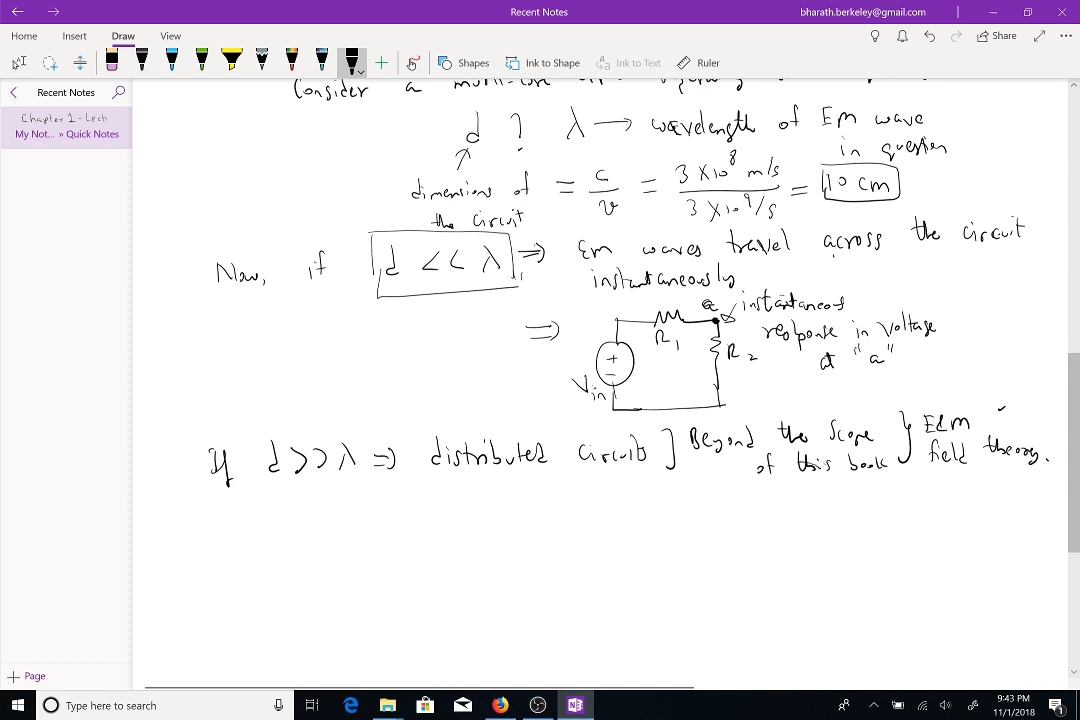 Recent Notes
bharath.berkeley@gmail.com
Home Insert Draw View
Share
Shapes Ink to Shape Ink to Text Ruler
Recent Notes
Chapter 1 - Lect
My Not... » Quick Notes
Consider a multi-core
d ? λ → wavelength of EM wave
in question
dimensions of
the circuit
= c/ν = 3 × 10^8 m/s / 3 × 10^9 /s = 10 cm
Now, if d << λ ⇒ EM waves travel across the circuit
instantaneously
⇒ a instantaneous
response in voltage
at "a"
R1
R2
+
−
Vin
If d >> λ ⇒ distributed circuits ] Beyond the scope
of this book } E&M
field theory.
+ Page
Type here to search
9:43 PM
11/1/2018
1